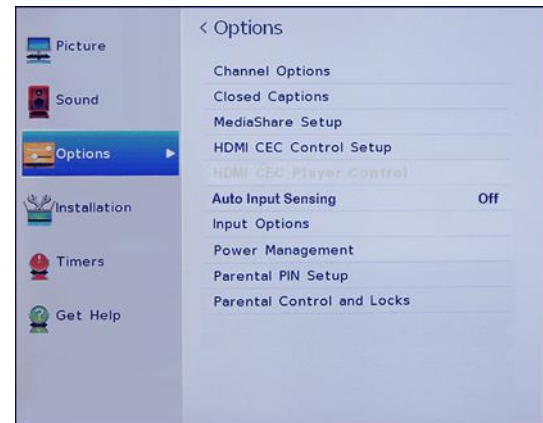 Picture
Sound
Options
Installation
Timers
Get Help
< Options
Channel Options
Closed Captions
MediaShare Setup
HDMI CEC Control Setup
HDMI CEC Player Control
Auto Input Sensing Off
Input Options
Power Management
Parental PIN Setup
Parental Control and Locks